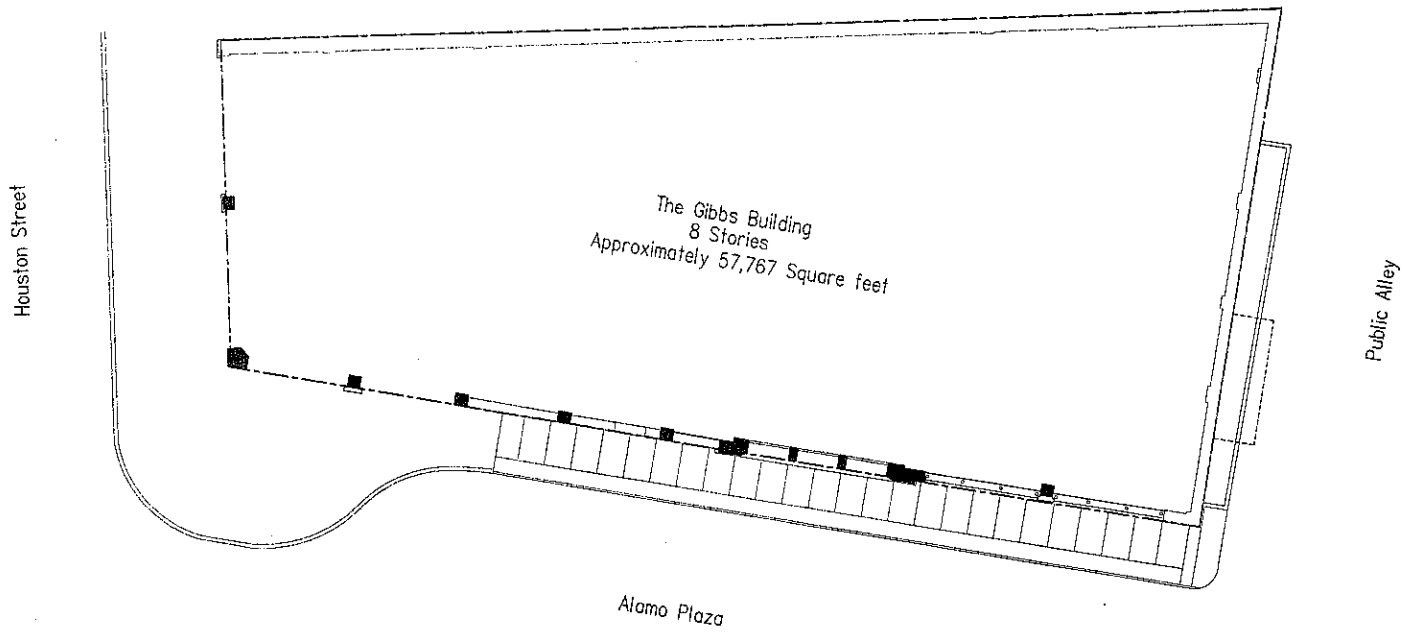 Houston Street
The Gibbs Building
8 Stories
Approximately 57,767 Square feet
Public Alley
Alamo Plaza